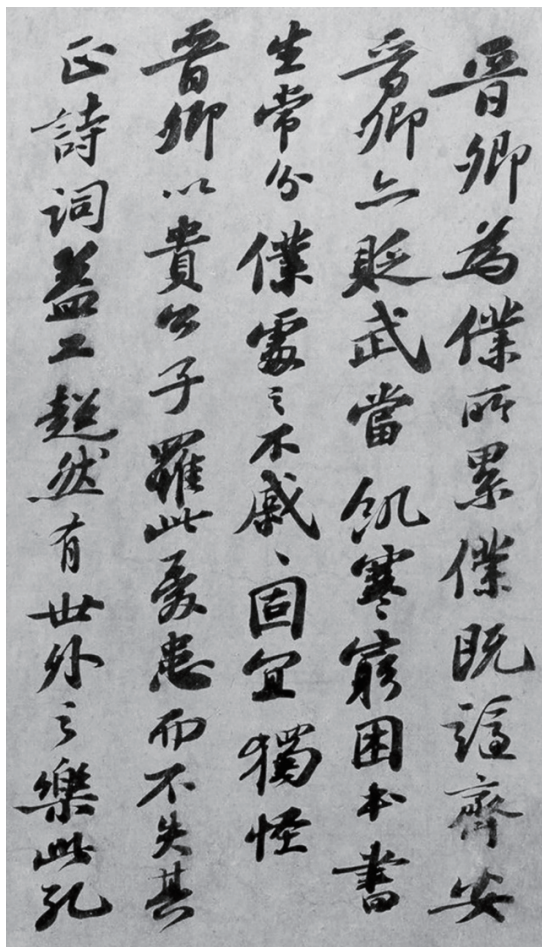 晉卿為僕所累僕既謫齊安
晉卿亦貶武當飢寒窮困本書
生常分僕處之不戚戚固宜獨怪
晉卿以貴公子罹此憂患而不失其
正詩詞益工超然有世外之樂此孔